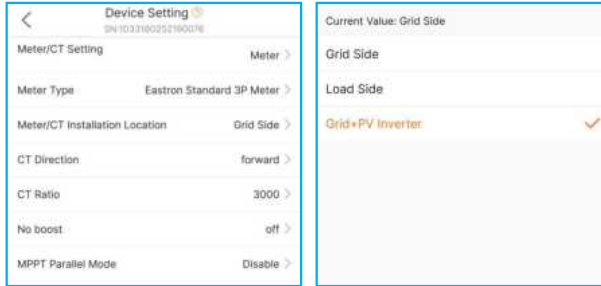 Device Setting
SN:1033180252190076
Meter/CT Setting Meter
Meter Type Eastron Standard 3P Meter
Meter/CT Installation Location Grid Side
CT Direction forward
CT Ratio 3000
No boost off
MPPT Parallel Mode Disable
Current Value: Grid Side
Grid Side
Load Side
Grid+PV Inverter